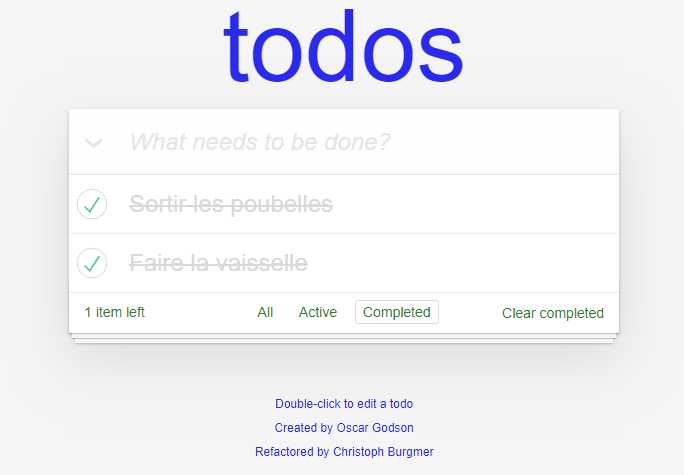 todos
What needs to be done?
Sortir les poubelles
Faire la vaisselle
1 item left All Active Completed Clear completed
Double-click to edit a todo
Created by Oscar Godson
Refactored by Christoph Burgmer